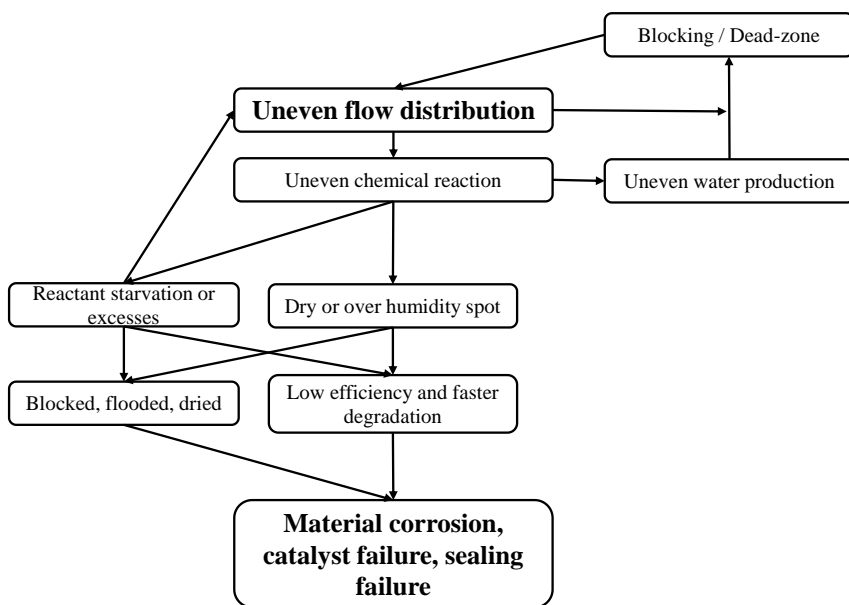 Blocking / Dead-zone
Uneven flow distribution
Uneven chemical reaction
Uneven water production
Reactant starvation or
excesses
Dry or over humidity spot
Blocked, flooded, dried
Low efficiency and faster
degradation
Material corrosion,
catalyst failure, sealing
failure